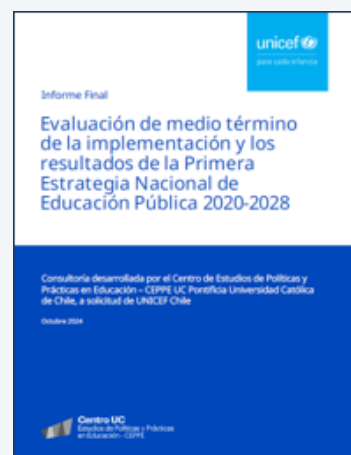 unicef
para cada infancia
Informe Final
Evaluación de medio término
de la implementación y los
resultados de la Primera
Estrategia Nacional de
Educación Pública 2020-2028
Consultoría desarrollada por el Centro de Estudios de Políticas y
Prácticas en Educación – CEPPE UC Pontificia Universidad Católica
de Chile, a solicitud de UNICEF Chile
Octubre 2024
Centro UC
Estudios de Políticas y Prácticas
en Educación - CEPPE